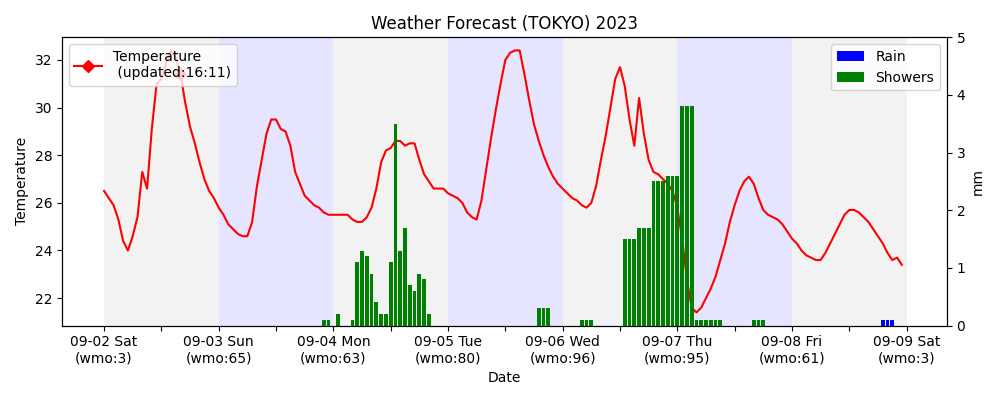 Weather Forecast (TOKYO) 2023
Temperature
(updated:16:11)
Rain
Showers
Temperature
32
30
28
26
24
22
5
4
3
2
1
0
mm
09-02 Sat
(wmo:3)
09-03 Sun
(wmo:65)
09-04 Mon
(wmo:63)
09-05 Tue
(wmo:80)
09-06 Wed
(wmo:96)
09-07 Thu
(wmo:95)
09-08 Fri
(wmo:61)
09-09 Sat
(wmo:3)
Date